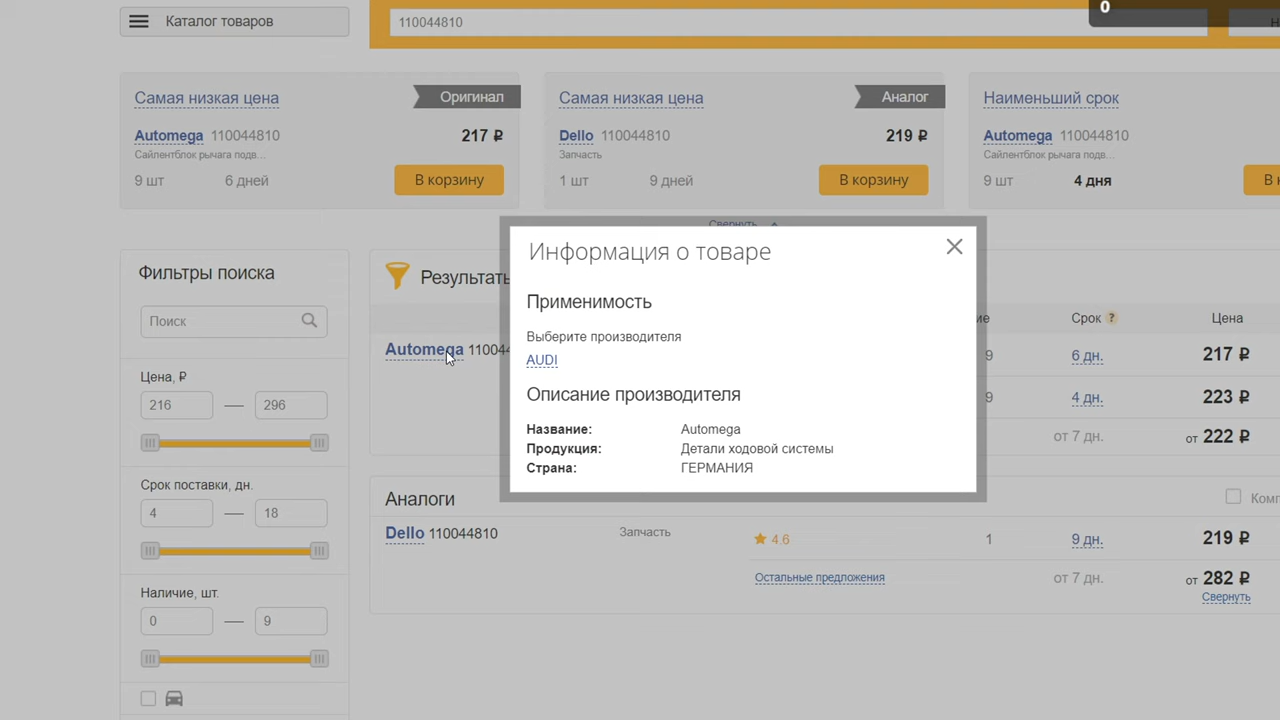 0
Каталог товаров
110044810
Н
Самая низкая цена
Оригинал
Automega 110044810
217 ₽
Сайлентблок рычага подв...
9 шт
6 дней
В корзину
Самая низкая цена
Аналог
Dello 110044810
219 ₽
Запчасть
1 шт
9 дней
В корзину
Наименьший срок
Automega 110044810
Сайлентблок рычага подв...
9 шт
4 дня
В к
Свернуть
Фильтры поиска
Поиск
Цена, ₽
216 — 296
Срок поставки, дн.
4 — 18
Наличие, шт.
0 — 9
Результаты
ие
Срок ?
Цена
Automega 11004
9
6 дн.
217 ₽
9
4 дн.
223 ₽
от 7 дн.
от 222 ₽
Информация о товаре
Применимость
Выберите производителя
AUDI
Описание производителя
Название: Automega
Продукция: Детали ходовой системы
Страна: ГЕРМАНИЯ
Аналоги
Комп
Dello 110044810
Запчасть
4.6
1
9 дн.
219 ₽
Остальные предложения
от 7 дн.
от 282 ₽
Свернуть